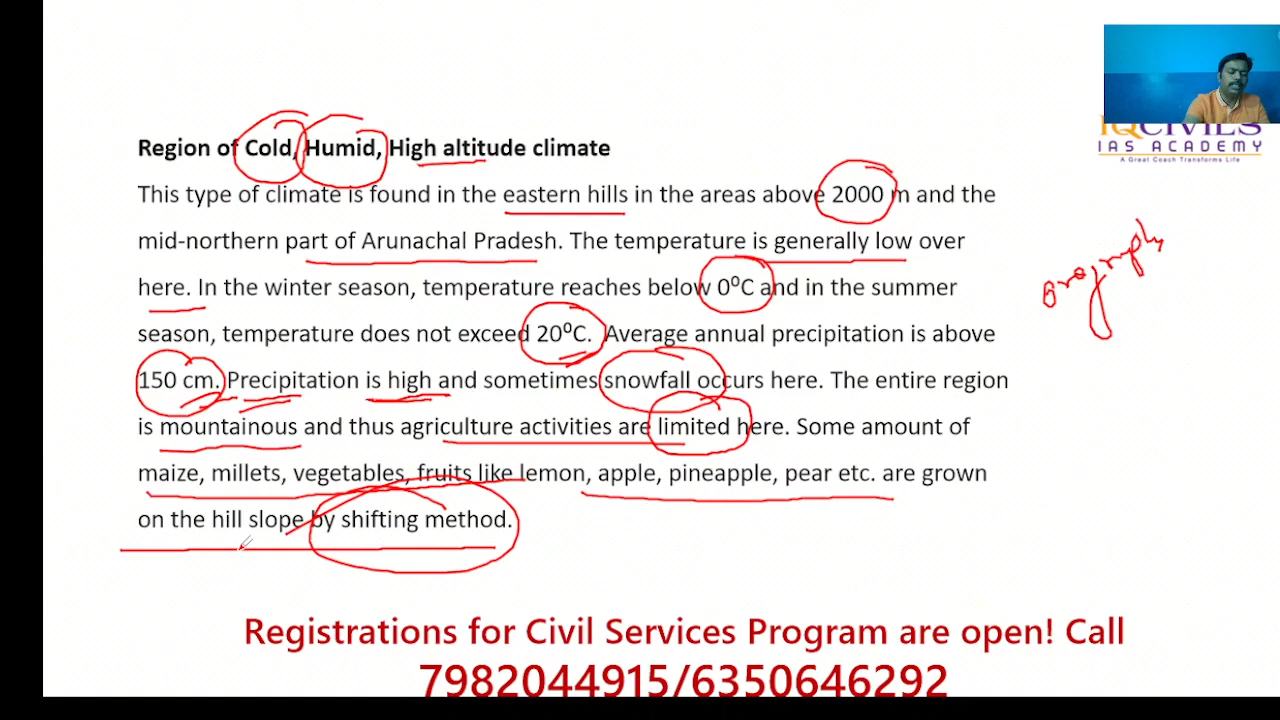 IQCIVILS
IAS ACADEMY
A Great Coach Transforms Life
Region of Cold, Humid, High altitude climate
This type of climate is found in the eastern hills in the areas above 2000 m and the
mid-northern part of Arunachal Pradesh. The temperature is generally low over
here. In the winter season, temperature reaches below 0⁰C and in the summer
season, temperature does not exceed 20⁰C. Average annual precipitation is above
150 cm. Precipitation is high and sometimes snowfall occurs here. The entire region
is mountainous and thus agriculture activities are limited here. Some amount of
maize, millets, vegetables, fruits like lemon, apple, pineapple, pear etc. are grown
on the hill slope by shifting method.
Registrations for Civil Services Program are open! Call
7982044915/6350646292